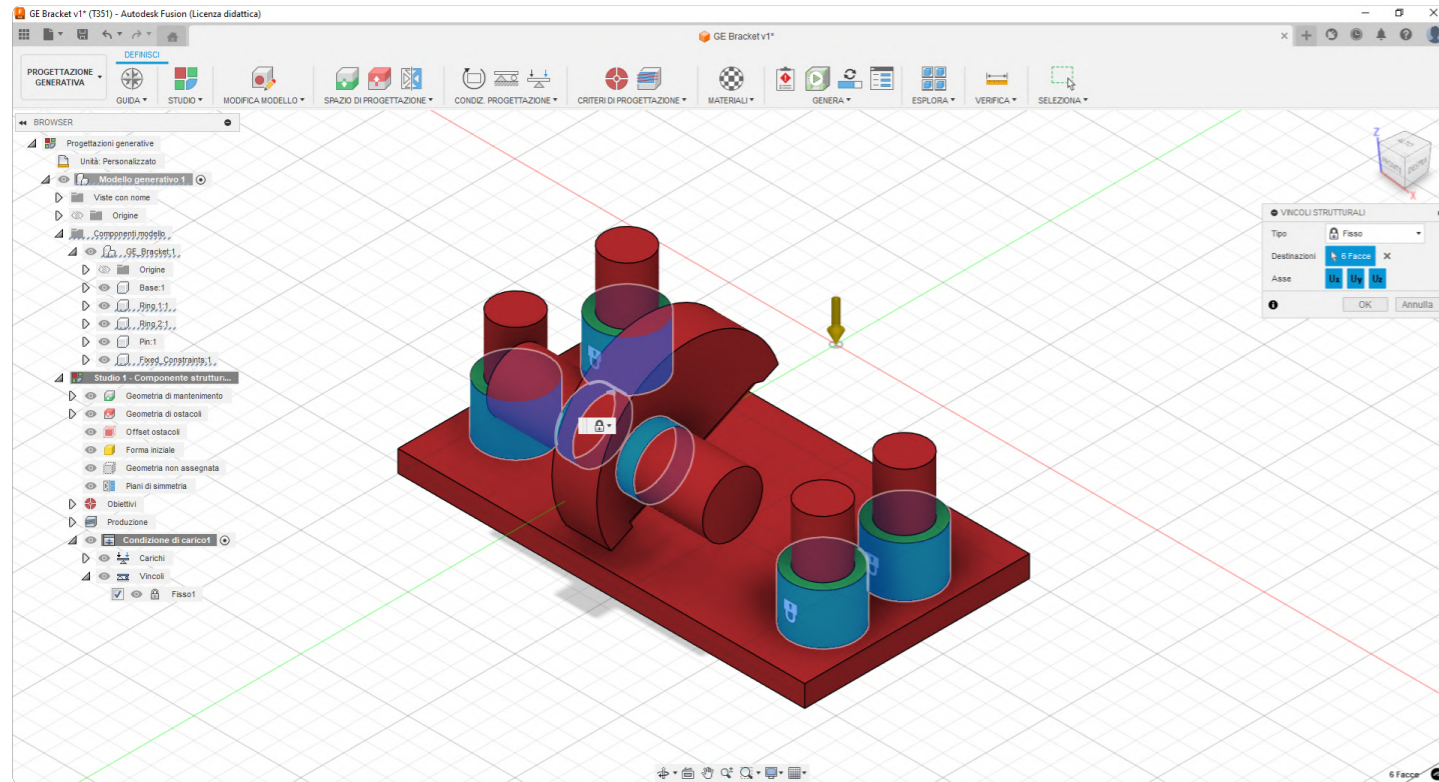 GE Bracket v1* (T351) - Autodesk Fusion (Licenza didattica)
GE Bracket v1*
DEFINISCI
PROGETTAZIONE GENERATIVA
GUIDA
STUDIO
MODIFICA MODELLO
SPAZIO DI PROGETTAZIONE
CONDIZ. PROGETTAZIONE
CRITERI DI PROGETTAZIONE
MATERIALI
GENERA
ESPLORA
VERIFICA
SELEZIONA
BROWSER
Progettazioni generative
Unità: Personalizzato
Modello generativo 1
Viste con nome
Origine
Componenti modello
GE_Bracket:1
Origine
Base:1
Ring 1:1
Ring 2:1
Pin:1
Fixed_Constraints:1
Studio 1 - Componente struttur...
Geometria di mantenimento
Geometria di ostacoli
Offset ostacoli
Forma iniziale
Geometria non assegnata
Piani di simmetria
Obiettivi
Produzione
Condizione di carico1
Carichi
Vincoli
Fisso1
Z
X
VINCOLI STRUTTURALI
Tipo Fisso
Destinazioni 6 Facce
Asse Ux Uy Uz
OK Annulla
6 Facce